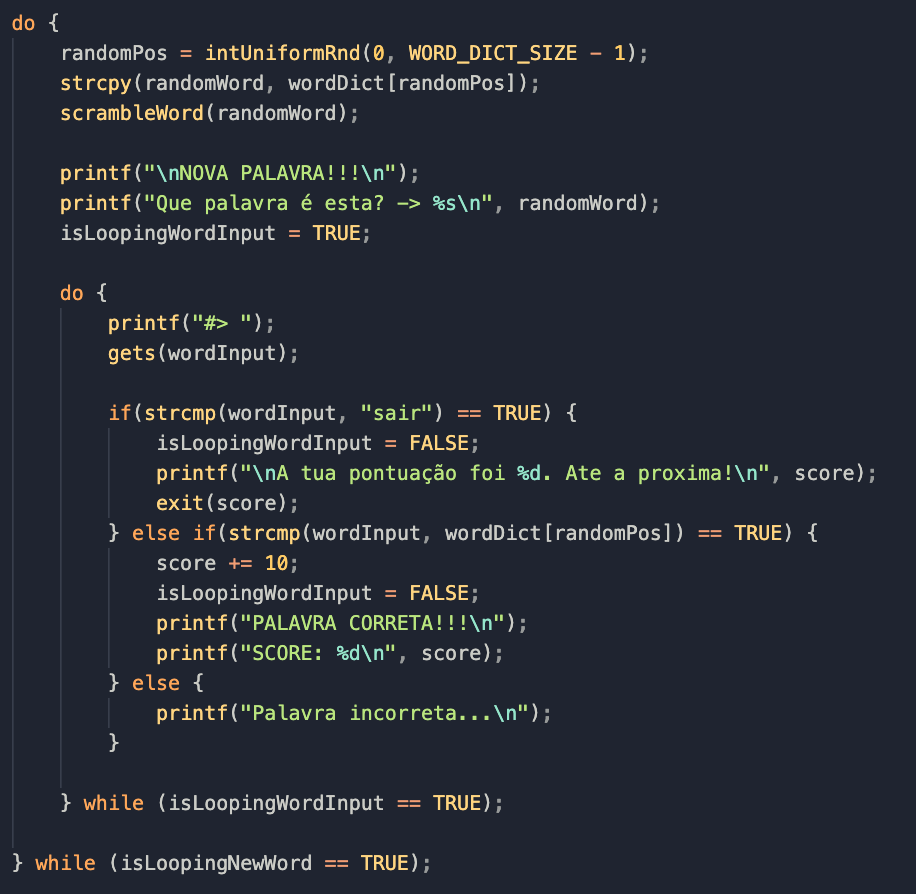 do {
    randomPos = intUniformRnd(0, WORD_DICT_SIZE - 1);
    strcpy(randomWord, wordDict[randomPos]);
    scrambleWord(randomWord);

    printf("\nNOVA PALAVRA!!!\n");
    printf("Que palavra é esta? -> %s\n", randomWord);
    isLoopingWordInput = TRUE;

    do {
        printf("#> ");
        gets(wordInput);

        if(strcmp(wordInput, "sair") == TRUE) {
            isLoopingWordInput = FALSE;
            printf("\nA tua pontuação foi %d. Ate a proxima!\n", score);
            exit(score);
        } else if(strcmp(wordInput, wordDict[randomPos]) == TRUE) {
            score += 10;
            isLoopingWordInput = FALSE;
            printf("PALAVRA CORRETA!!!\n");
            printf("SCORE: %d\n", score);
        } else {
            printf("Palavra incorreta...\n");
        }

    } while (isLoopingWordInput == TRUE);

} while (isLoopingNewWord == TRUE);